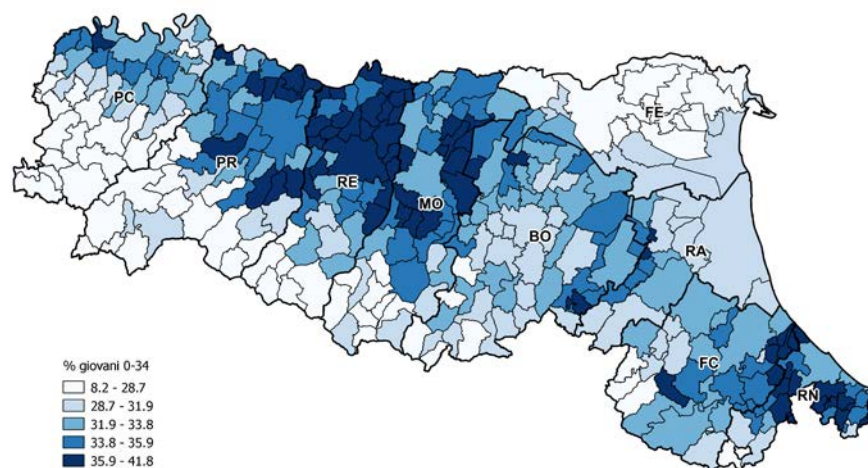 PC
FE
PR
RE
MO
BO
RA
FC
RN
% giovani 0-34
8.2 - 28.7
28.7 - 31.9
31.9 - 33.8
33.8 - 35.9
35.9 - 41.8